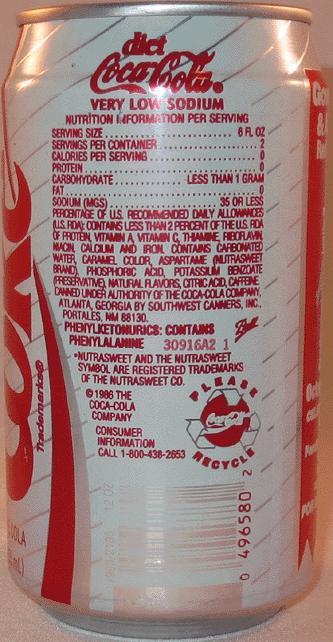 diet
Coca-Cola®
VERY LOW SODIUM
NUTRITION INFORMATION PER SERVING
SERVING SIZE 6 FL OZ
SERVINGS PER CONTAINER 2
CALORIES PER SERVING 0
PROTEIN 0
CARBOHYDRATE LESS THAN 1 GRAM
FAT 0
SODIUM (MGS) 35 OR LESS
PERCENTAGE OF U.S. RECOMMENDED DAILY ALLOWANCES
(U.S. RDA): CONTAINS LESS THAN 2 PERCENT OF THE U.S. RDA
OF PROTEIN, VITAMIN A, VITAMIN C, THIAMINE, RIBOFLAVIN,
NIACIN, CALCIUM AND IRON. CONTAINS CARBONATED
WATER, CARAMEL COLOR, ASPARTAME (NUTRASWEET
BRAND), PHOSPHORIC ACID, POTASSIUM BENZOATE
(PRESERVATIVE), NATURAL FLAVORS, CITRIC ACID, CAFFEINE.
CANNED UNDER AUTHORITY OF THE COCA-COLA COMPANY,
ATLANTA, GEORGIA BY SOUTHWEST CANNERS, INC.,
PORTALES, NM 88130.
PHENYLKETONURICS: CONTAINS
PHENYLALANINE 30916A2 1
•NUTRASWEET AND THE NUTRASWEET
SYMBOL ARE REGISTERED TRADEMARKS
OF THE NUTRASWEET CO.
© 1986 THE
COCA-COLA
COMPANY
CONSUMER
INFORMATION
CALL 1-800-438-2653
PLEASE
Coca-Cola
RECYCLE
Trademark®
12 OZ
0 496580 2